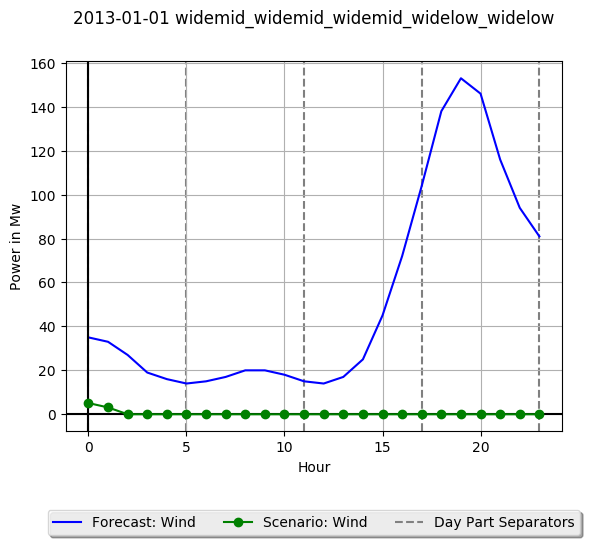 2013-01-01 widemid_widemid_widemid_widelow_widelow
160
140
120
100
80
60
40
20
0
Power in Mw
0 5 10 15 20
Hour
Forecast: Wind Scenario: Wind Day Part Separators